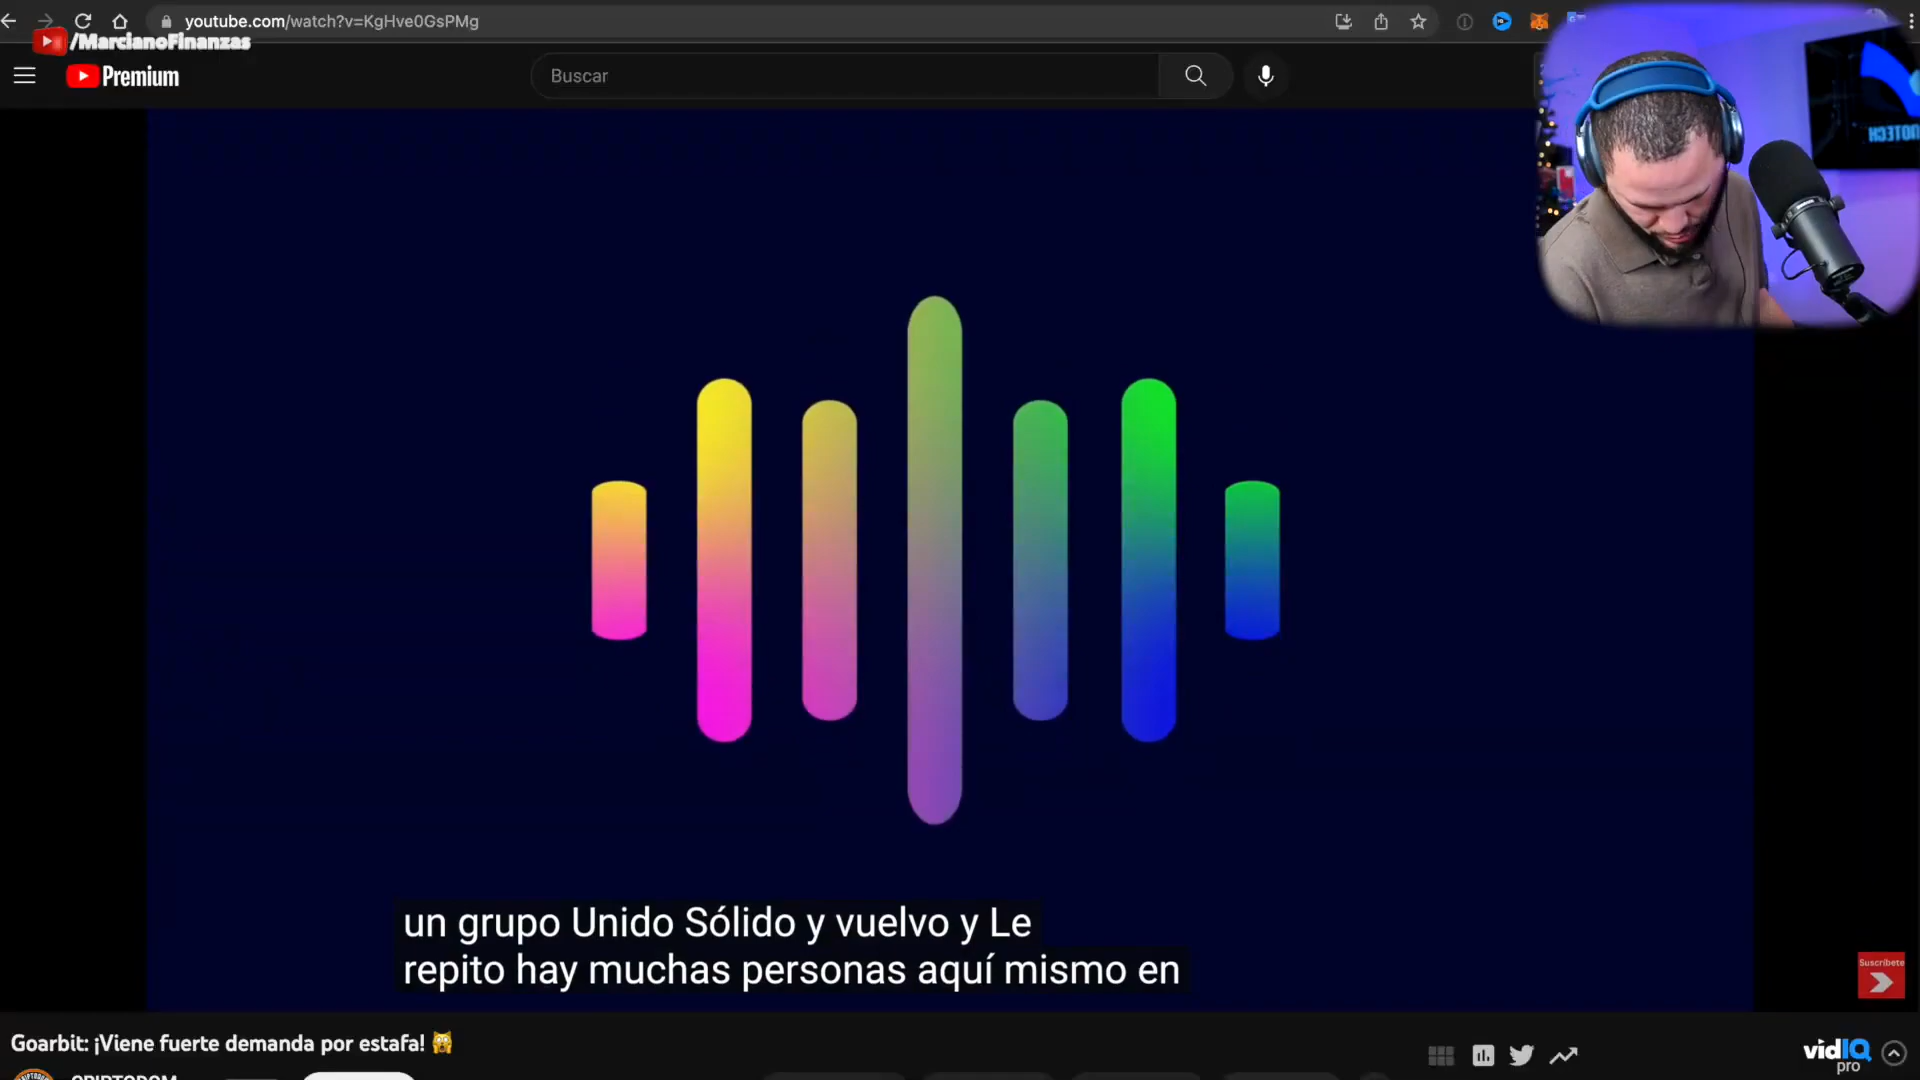 youtube.com/watch?v=KgHve0GsPMg
/MarcianoFinanzas
Premium
Buscar
un grupo Unido Sólido y vuelvo y Le
repito hay muchas personas aquí mismo en
Suscríbete
Goarbit: ¡Viene fuerte demanda por estafa! 🙀
vidIQ
pro